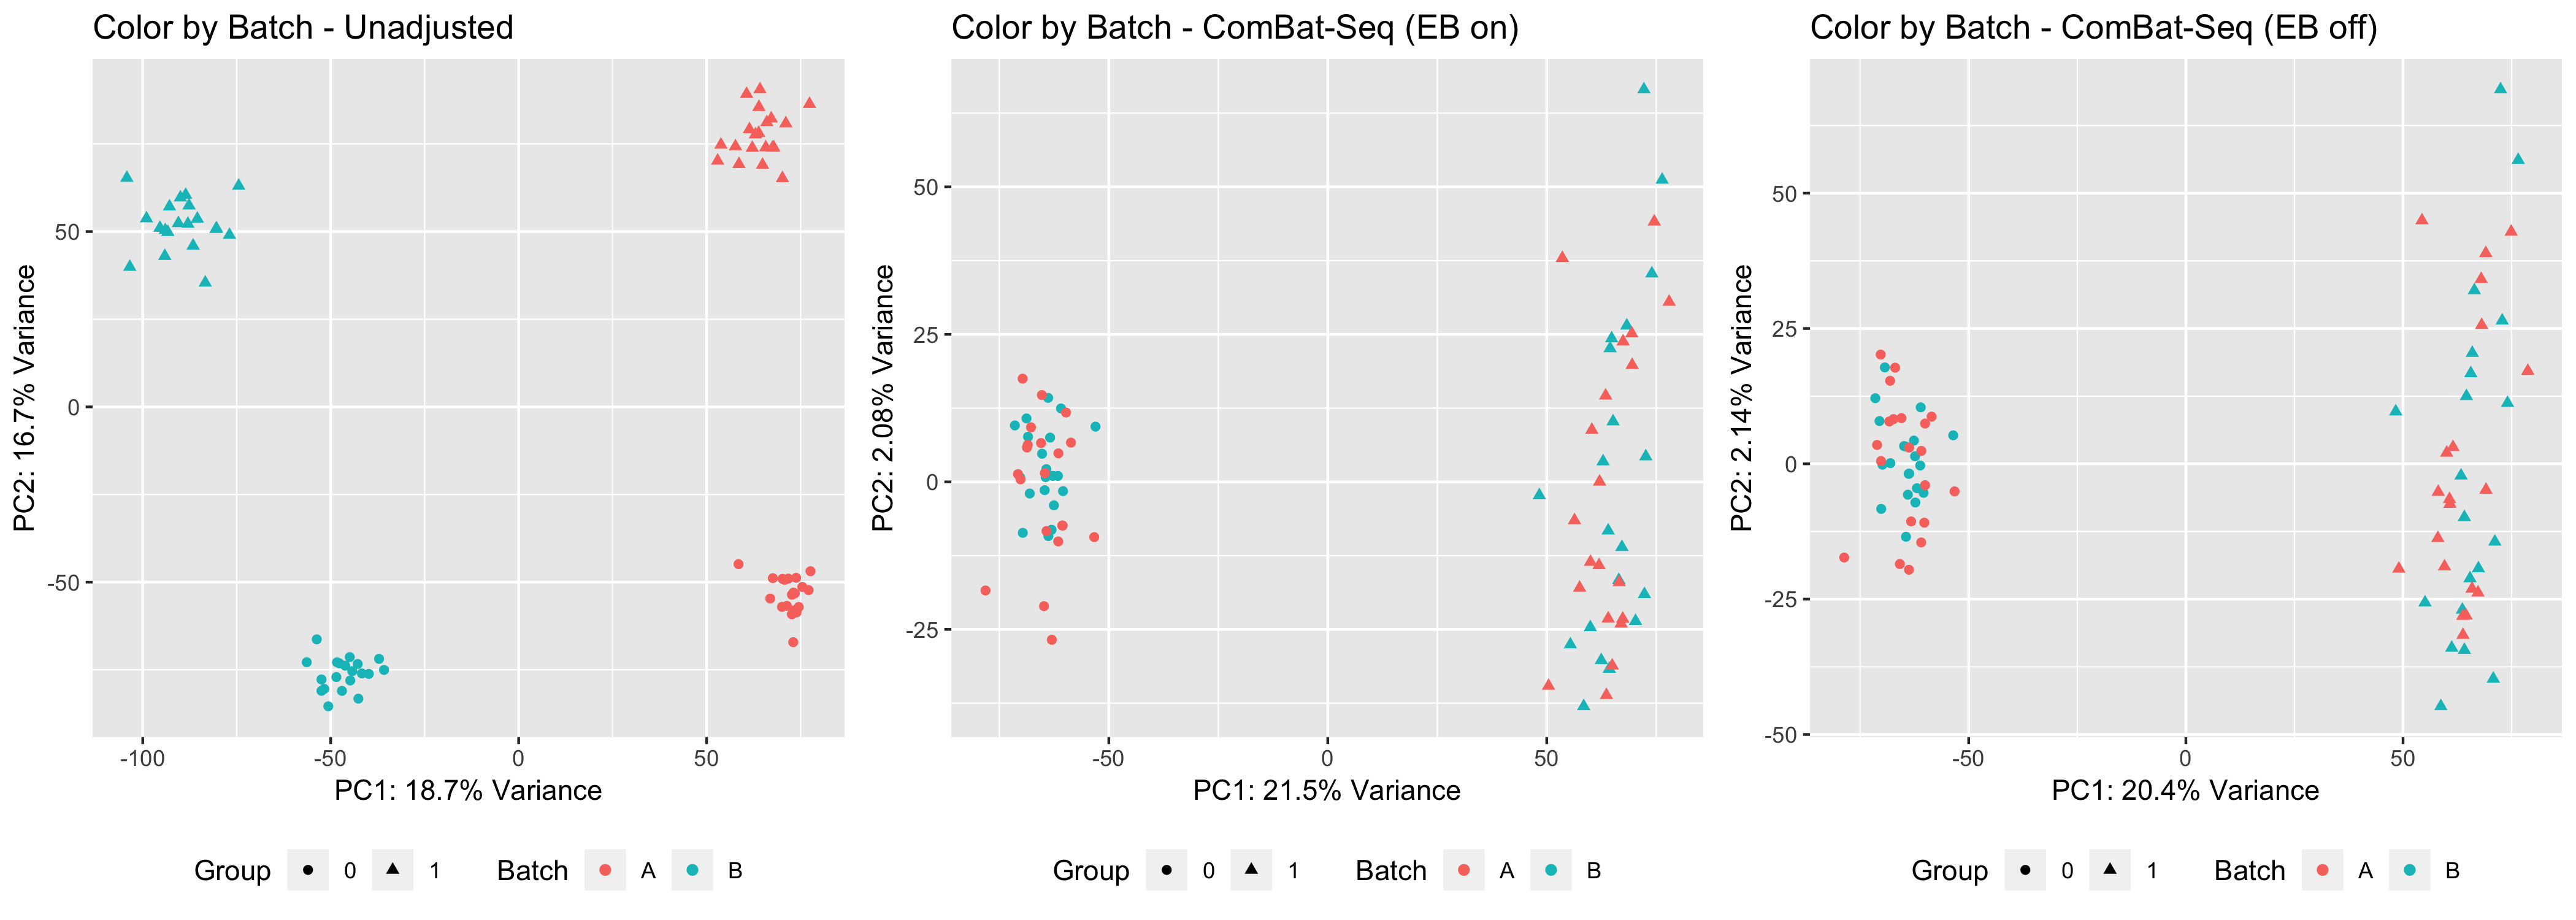 Color by Batch - Unadjusted
50
0
-50
-100
-50
0
50
PC2: 16.7% Variance
PC1: 18.7% Variance
Group 0 1 Batch A B
Color by Batch - ComBat-Seq (EB on)
50
25
0
-25
-50
0
50
PC2: 2.08% Variance
PC1: 21.5% Variance
Group 0 1 Batch A B
Color by Batch - ComBat-Seq (EB off)
50
25
0
-25
-50
-50
0
50
PC2: 2.14% Variance
PC1: 20.4% Variance
Group 0 1 Batch A B